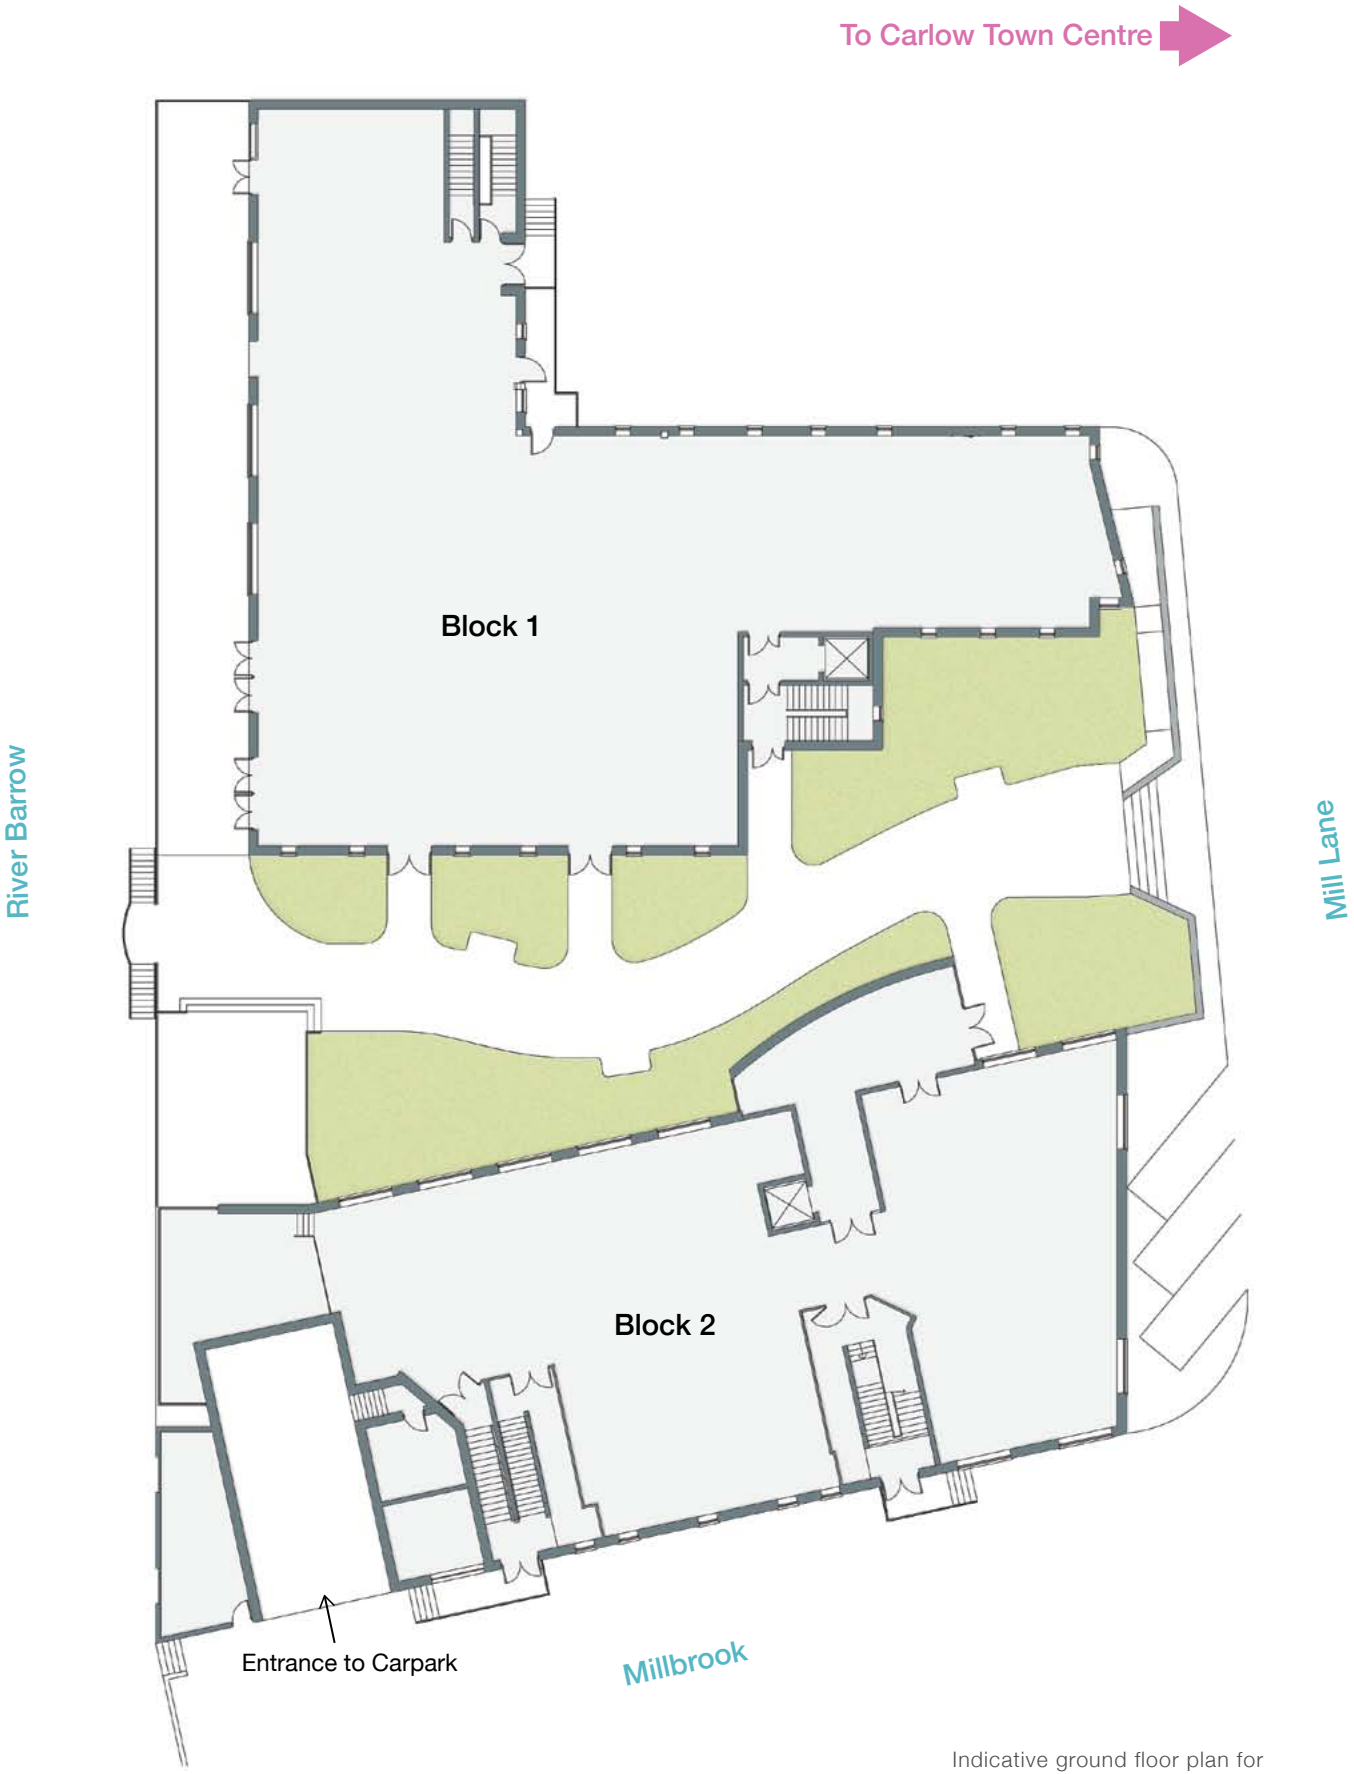 To Carlow Town Centre
Block 1
River Barrow
Mill Lane
Block 2
Entrance to Carpark
Millbrook
Indicative ground floor plan for